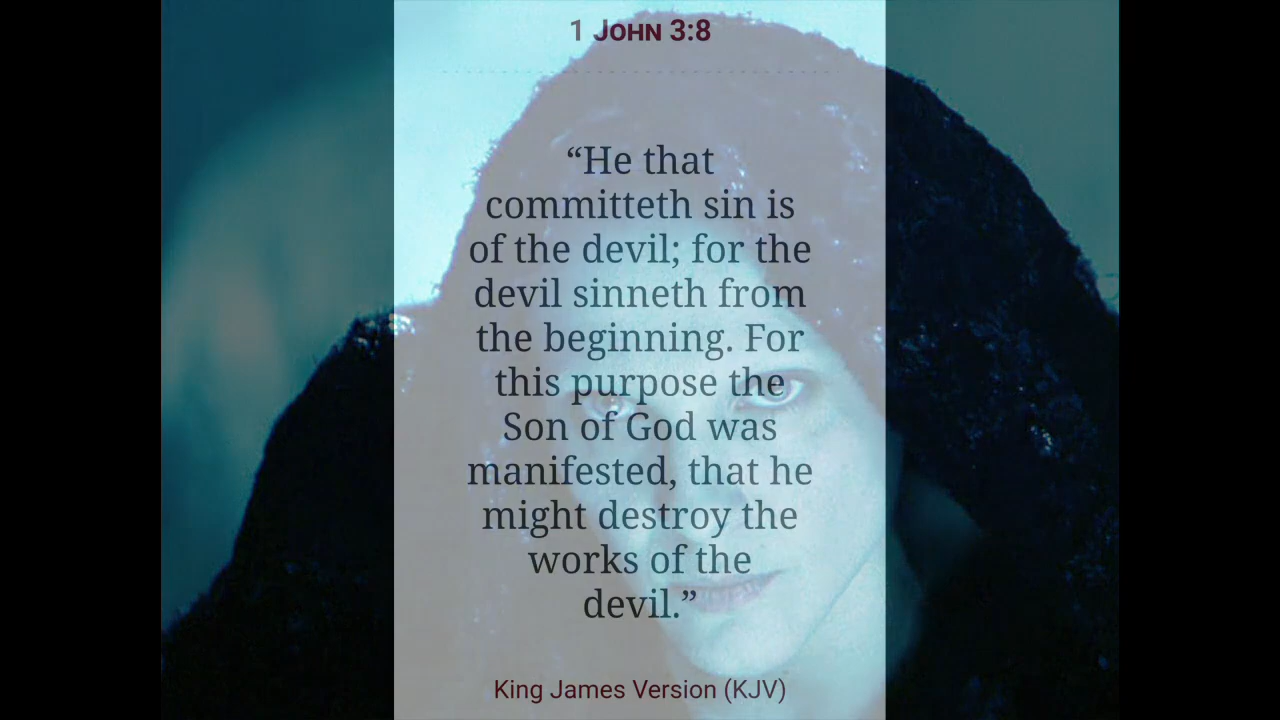 1 John 3:8
“He that
committeth sin is
of the devil; for the
devil sinneth from
the beginning. For
this purpose the
Son of God was
manifested, that he
might destroy the
works of the
devil.”
King James Version (KJV)